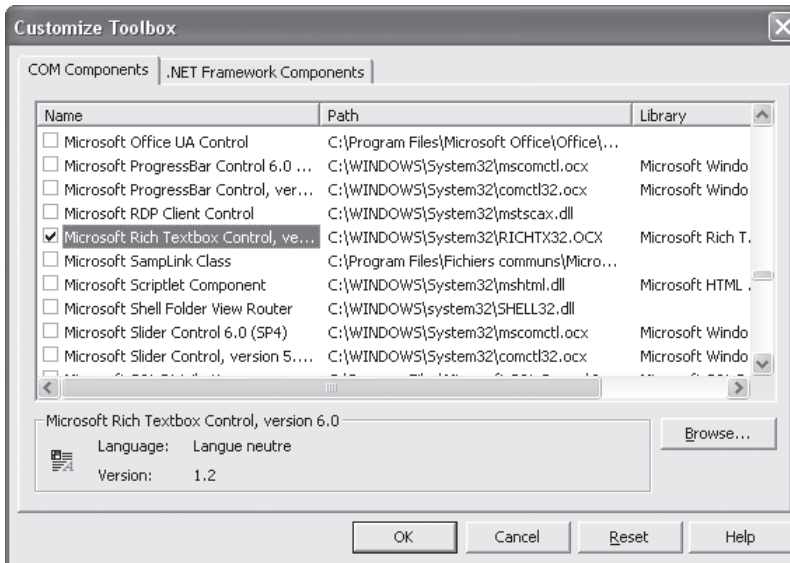 Customize Toolbox
COM Components .NET Framework Components
Name Path Library
Microsoft Office UA Control C:\Program Files\Microsoft Office\Office\...
Microsoft ProgressBar Control 6.0 ... C:\WINDOWS\System32\mscomctl.ocx Microsoft Windo
Microsoft ProgressBar Control, ver... C:\WINDOWS\System32\comctl32.ocx Microsoft Windo
Microsoft RDP Client Control C:\WINDOWS\System32\mstscax.dll
Microsoft Rich Textbox Control, ve... C:\WINDOWS\System32\RICHTX32.OCX Microsoft Rich T.
Microsoft SampLink Class C:\Program Files\Fichiers communs\Micro...
Microsoft Scriptlet Component C:\WINDOWS\System32\mshtml.dll Microsoft HTML .
Microsoft Shell Folder View Router C:\WINDOWS\system32\SHELL32.dll
Microsoft Slider Control 6.0 (SP4) C:\WINDOWS\System32\mscomctl.ocx Microsoft Windo
Microsoft Slider Control, version 5.... C:\WINDOWS\System32\comctl32.ocx Microsoft Windo
Microsoft Rich Textbox Control, version 6.0
Language: Langue neutre
Version: 1.2
Browse...
OK Cancel Reset Help